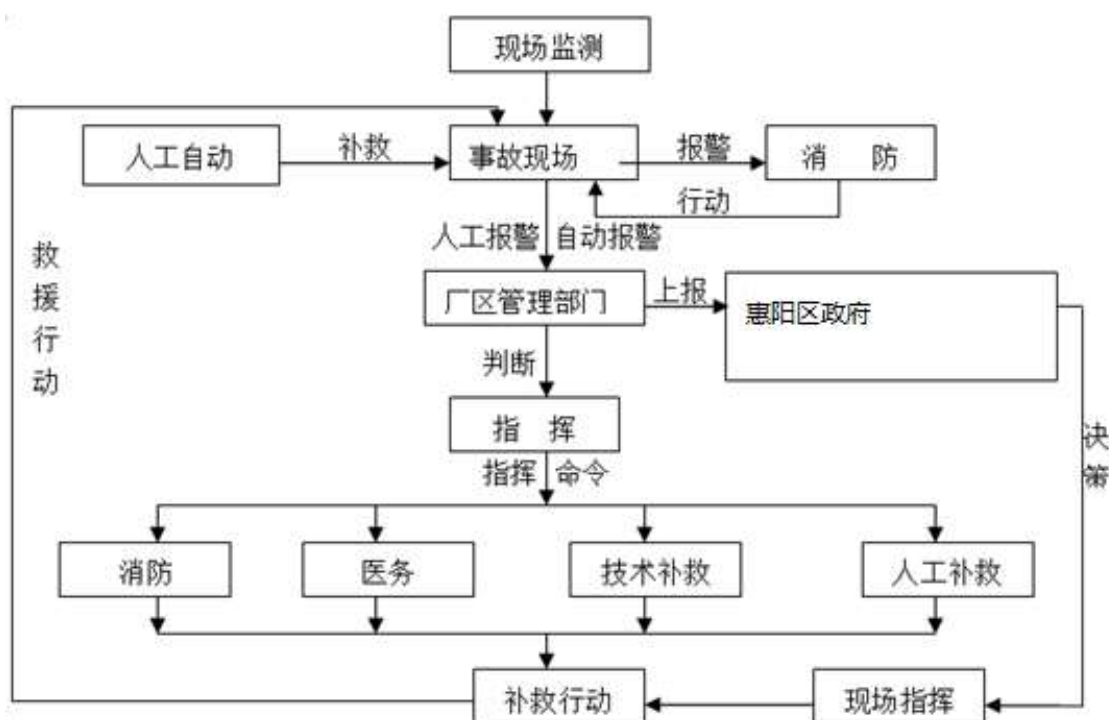 现场监测
人工自动
补救
事故现场
报警
消 防
行动
人工报警 自动报警
救援行动
厂区管理部门
上报
惠阳区政府
判断
指 挥
决策
指挥 命令
消防
医务
技术补救
人工补救
补救行动
现场指挥